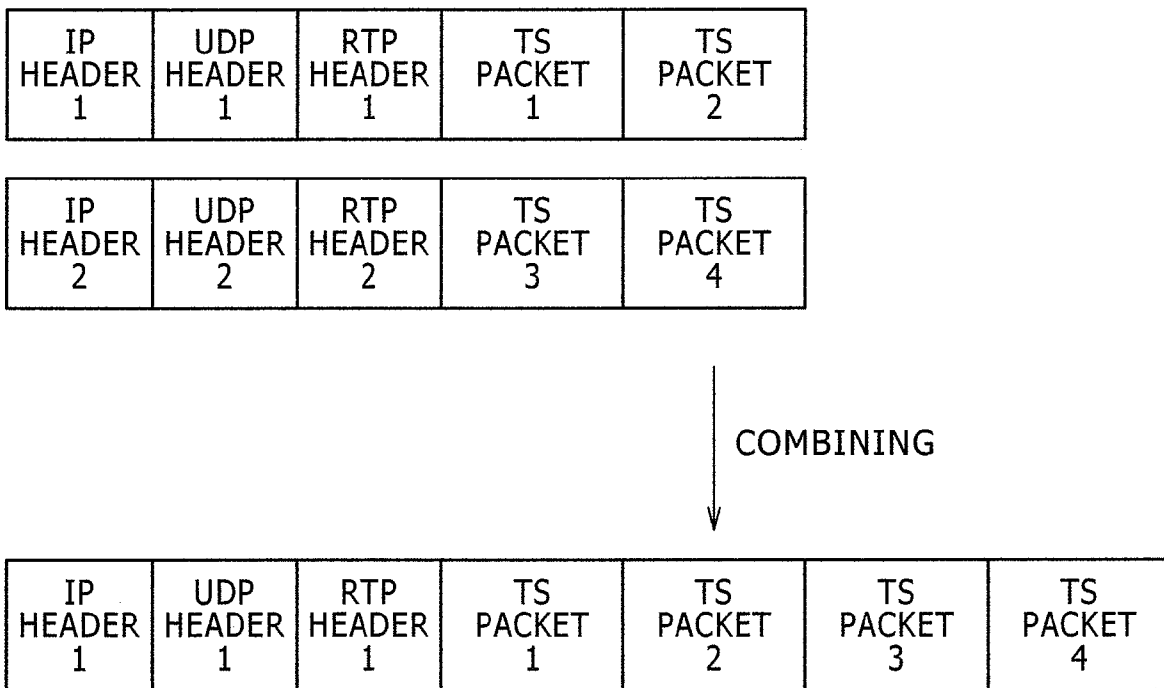 IP
HEADER
1
UDP
HEADER
1
RTP
HEADER
1
TS
PACKET
1
TS
PACKET
2
IP
HEADER
2
UDP
HEADER
2
RTP
HEADER
2
TS
PACKET
3
TS
PACKET
4
COMBINING
IP
HEADER
1
UDP
HEADER
1
RTP
HEADER
1
TS
PACKET
1
TS
PACKET
2
TS
PACKET
3
TS
PACKET
4